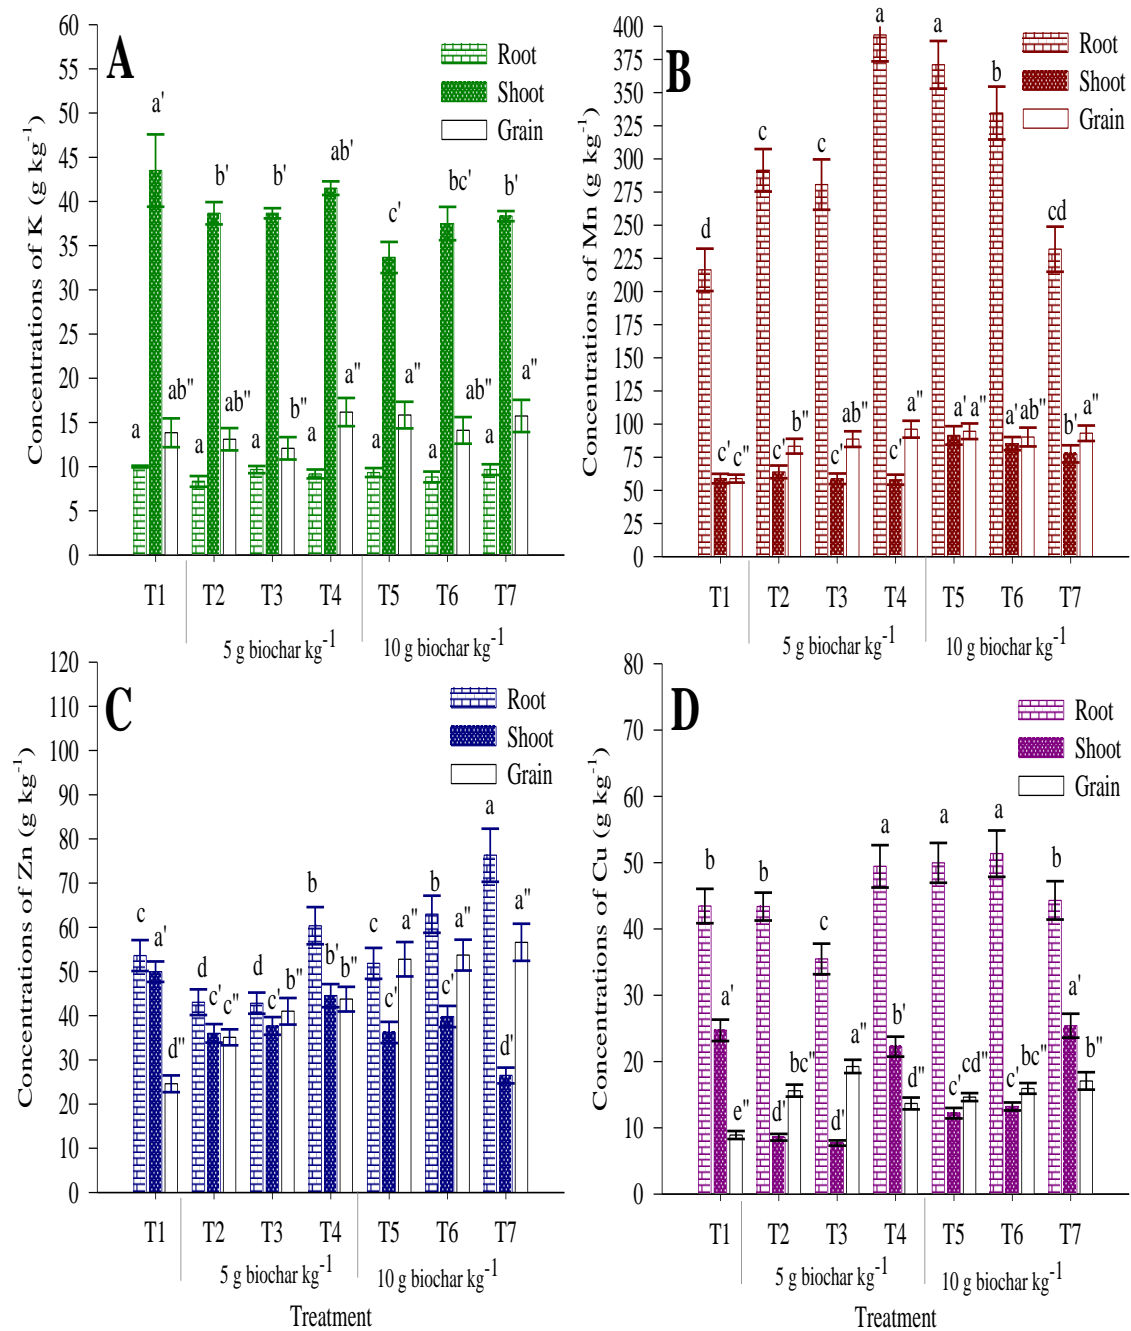 A
Concentrations of K (g kg-1)
60
55
50
45
40
35
30
25
20
15
10
5
0
Root
Shoot
Grain
a a' ab"
a b' ab"
a b' b"
a ab' a"
a c' a"
a bc' ab"
a b' a"
T1 T2 T3 T4 T5 T6 T7
5 g biochar kg-1 10 g biochar kg-1
B
Concentrations of Mn (g kg-1)
400
375
350
325
300
275
250
225
200
175
150
125
100
75
50
25
0
Root
Shoot
Grain
d c' c"
c c' b"
c c' ab"
a c' a"
a a' a"
b a' ab"
cd b' a"
T1 T2 T3 T4 T5 T6 T7
5 g biochar kg-1 10 g biochar kg-1
C
Concentrations of Zn (g kg-1)
120
110
100
90
80
70
60
50
40
30
20
10
0
Root
Shoot
Grain
c a' d"
d c' c"
d c' b"
b b' b"
c c' a"
b c' a"
a d' a"
T1 T2 T3 T4 T5 T6 T7
5 g biochar kg-1 10 g biochar kg-1
Treatment
D
Concentrations of Cu (g kg-1)
80
70
60
50
40
30
20
10
0
Root
Shoot
Grain
b a' e"
b d' bc"
c d' a"
a b' d"
a c' cd"
a c' bc"
b a' b"
T1 T2 T3 T4 T5 T6 T7
5 g biochar kg-1 10 g biochar kg-1
Treatment